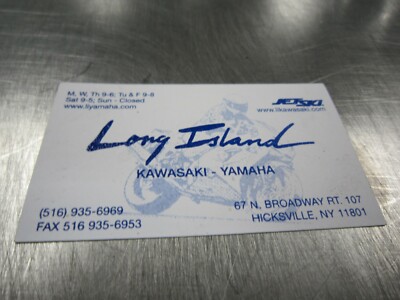 M, W, Th 9-6; Tu & F 9-8
Sat 9-5; Sun - Closed
www.liyamaha.com
JET SKI
www.likawasaki.com
Long Island
KAWASAKI - YAMAHA
(516) 935-6969
FAX 516 935-6953
67 N. BROADWAY RT. 107
HICKSVILLE, NY 11801